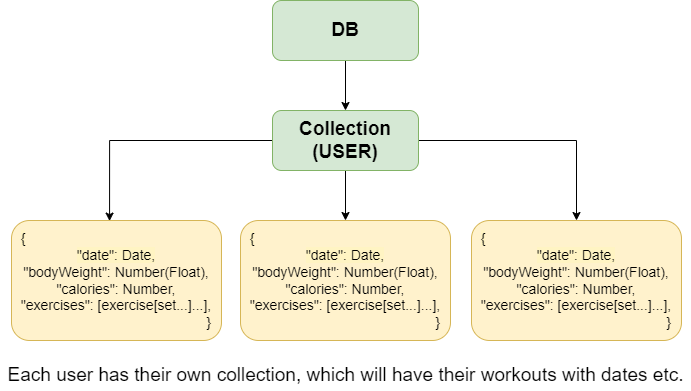 DB
Collection
(USER)
{
"date": Date,
"bodyWeight": Number(Float),
"calories": Number,
"exercises": [exercise[set...]...],
}
{
"date": Date,
"bodyWeight": Number(Float),
"calories": Number,
"exercises": [exercise[set...]...],
}
{
"date": Date,
"bodyWeight": Number(Float),
"calories": Number,
"exercises": [exercise[set...]...],
}
Each user has their own collection, which will have their workouts with dates etc.